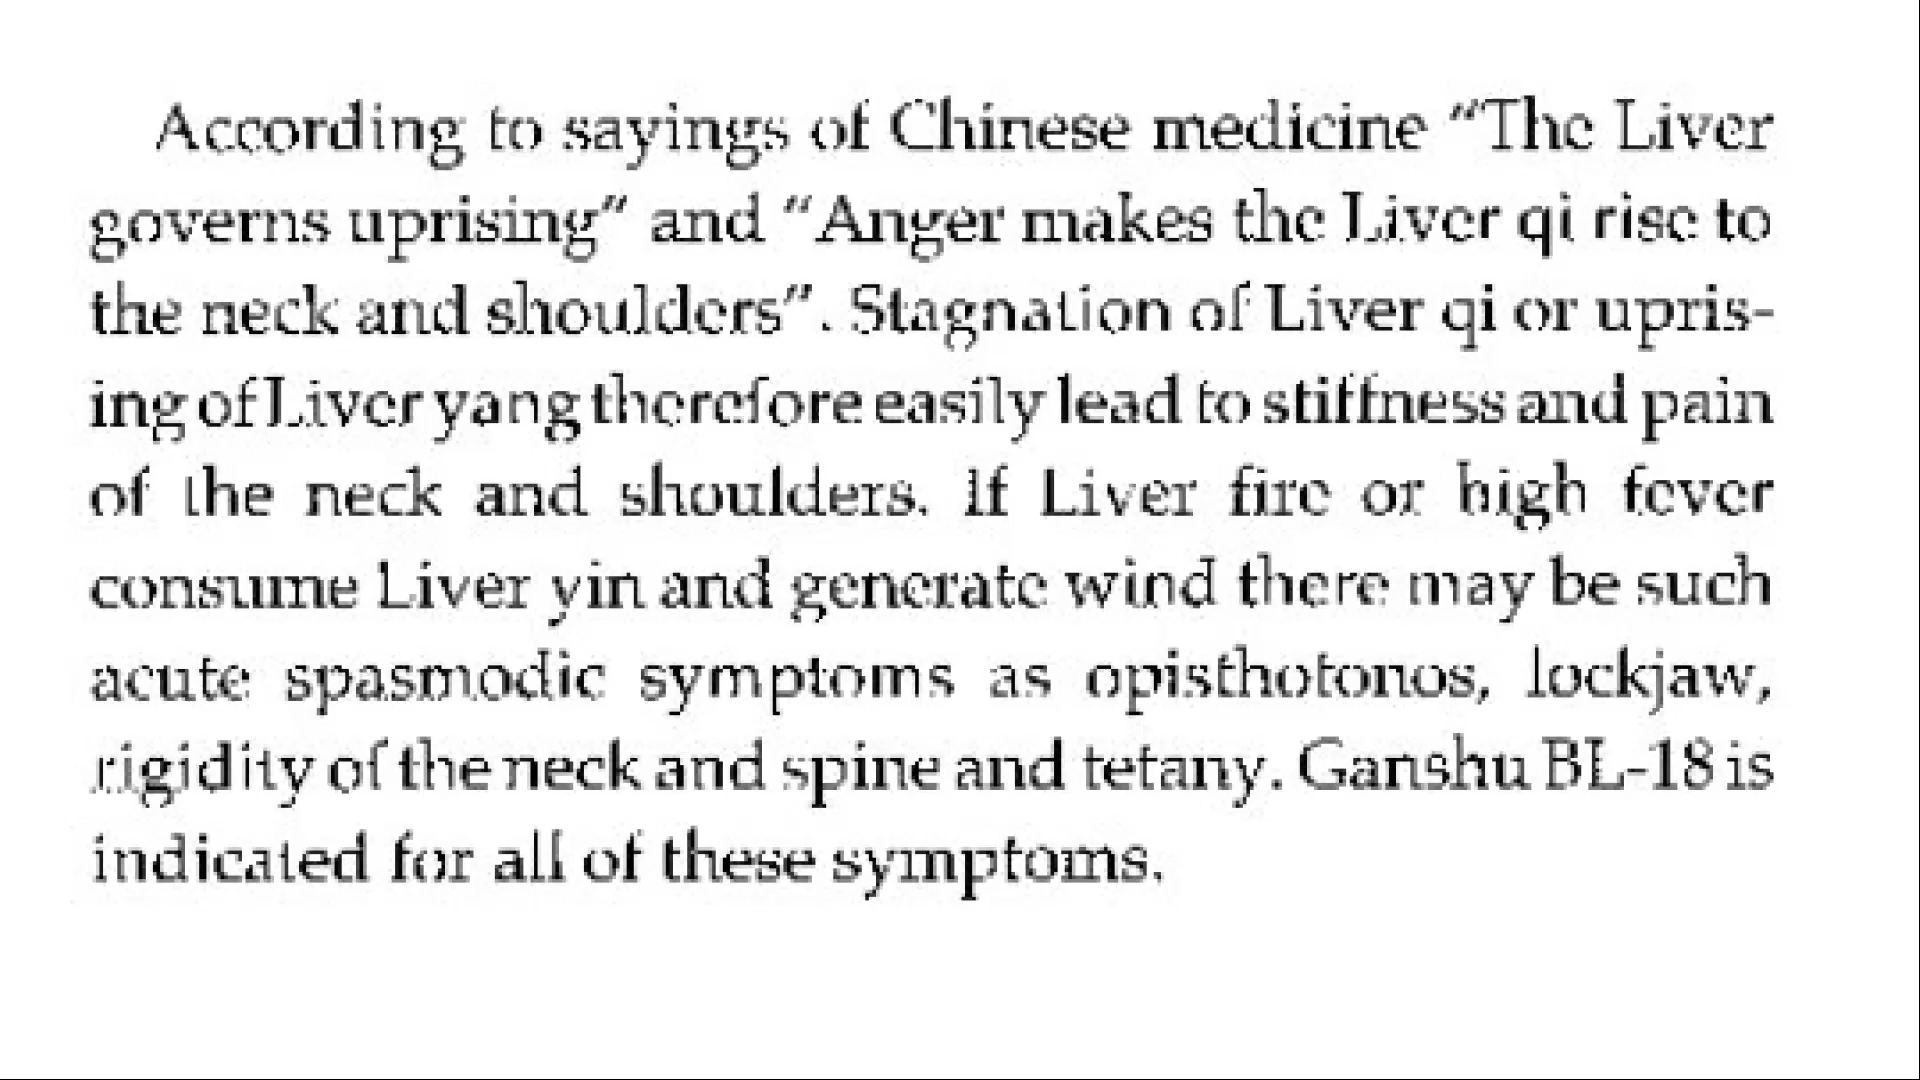 According to sayings of Chinese medicine “The Liver
governs uprising” and “Anger makes the Liver qi rise to
the neck and shoulders”. Stagnation of Liver qi or upris-
ing of Liver yang therefore easily lead to stiffness and pain
of the neck and shoulders. If Liver fire or high fever
consume Liver yin and generate wind there may be such
acute spasmodic symptoms as opisthotonos, lockjaw,
rigidity of the neck and spine and tetany. Ganshu BL-18 is
indicated for all of these symptoms.